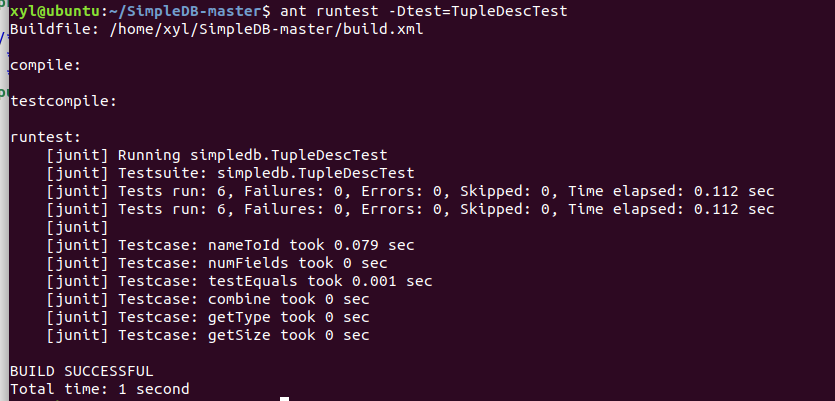 xyl@ubuntu:~/SimpleDB-master$ ant runtest -Dtest=TupleDescTest
Buildfile: /home/xyl/SimpleDB-master/build.xml
compile:
testcompile:
runtest:
[junit] Running simpledb.TupleDescTest
[junit] Testsuite: simpledb.TupleDescTest
[junit] Tests run: 6, Failures: 0, Errors: 0, Skipped: 0, Time elapsed: 0.112 sec
[junit] Tests run: 6, Failures: 0, Errors: 0, Skipped: 0, Time elapsed: 0.112 sec
[junit]
[junit] Testcase: nameToId took 0.079 sec
[junit] Testcase: numFields took 0 sec
[junit] Testcase: testEquals took 0.001 sec
[junit] Testcase: combine took 0 sec
[junit] Testcase: getType took 0 sec
[junit] Testcase: getSize took 0 sec
BUILD SUCCESSFUL
Total time: 1 second